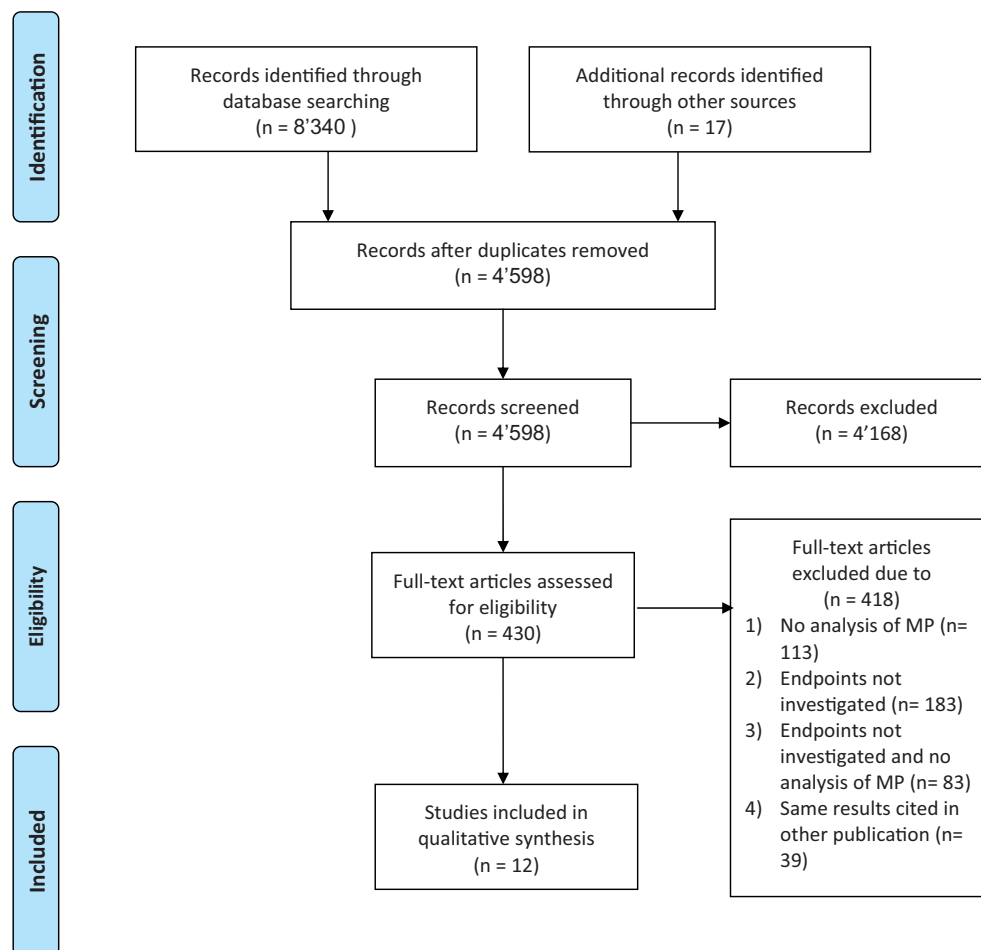 Identification
Records identified through
database searching
(n = 8'340 )
Additional records identified
through other sources
(n = 17)
Records after duplicates removed
(n = 4'598)
Screening
Records screened
(n = 4'598)
Records excluded
(n = 4'168)
Eligibility
Full-text articles assessed
for eligibility
(n = 430)
Full-text articles
excluded due to
(n = 418)
1) No analysis of MP (n=
113)
2) Endpoints not
investigated (n= 183)
3) Endpoints not
investigated and no
analysis of MP (n= 83)
4) Same results cited in
other publication (n=
39)
Included
Studies included in
qualitative synthesis
(n = 12)